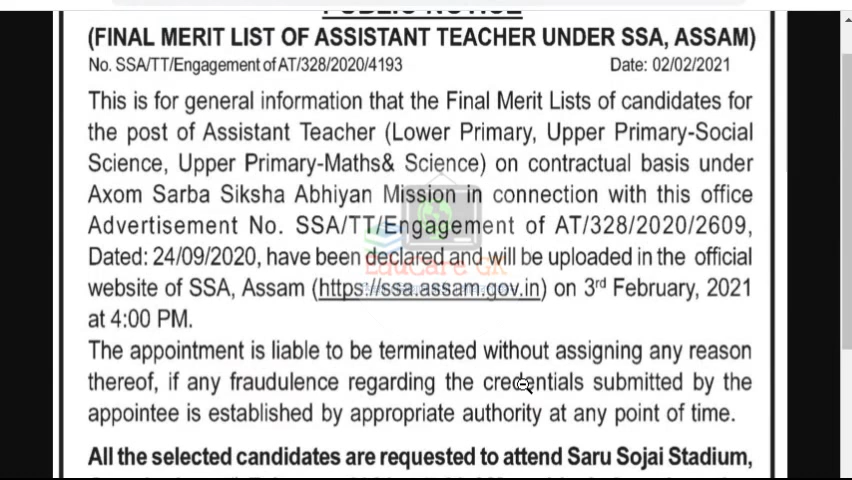 PUBLIC NOTICE
(FINAL MERIT LIST OF ASSISTANT TEACHER UNDER SSA, ASSAM)
No. SSA/TT/Engagement of AT/328/2020/4193 Date: 02/02/2021
This is for general information that the Final Merit Lists of candidates for
the post of Assistant Teacher (Lower Primary, Upper Primary-Social
Science, Upper Primary-Maths& Science) on contractual basis under
Axom Sarba Siksha Abhiyan Mission in connection with this office
Advertisement No. SSA/TT/Engagement of AT/328/2020/2609,
Dated: 24/09/2020, have been declared and will be uploaded in the official
EduCare GK
website of SSA, Assam (https://ssa.assam.gov.in) on 3rd February, 2021
at 4:00 PM.
The appointment is liable to be terminated without assigning any reason
thereof, if any fraudulence regarding the credentials submitted by the
appointee is established by appropriate authority at any point of time.
All the selected candidates are requested to attend Saru Sojai Stadium,